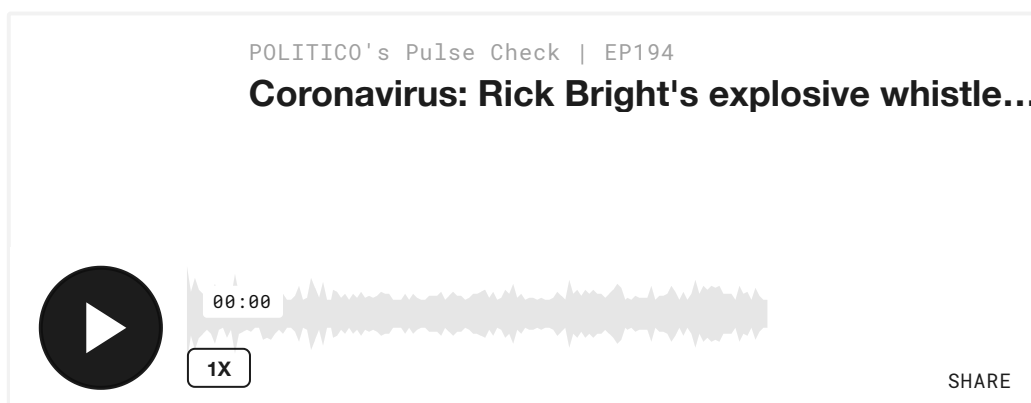 POLITICO's Pulse Check | EP194
Coronavirus: Rick Bright's explosive whistle...
00:00
1X
SHARE